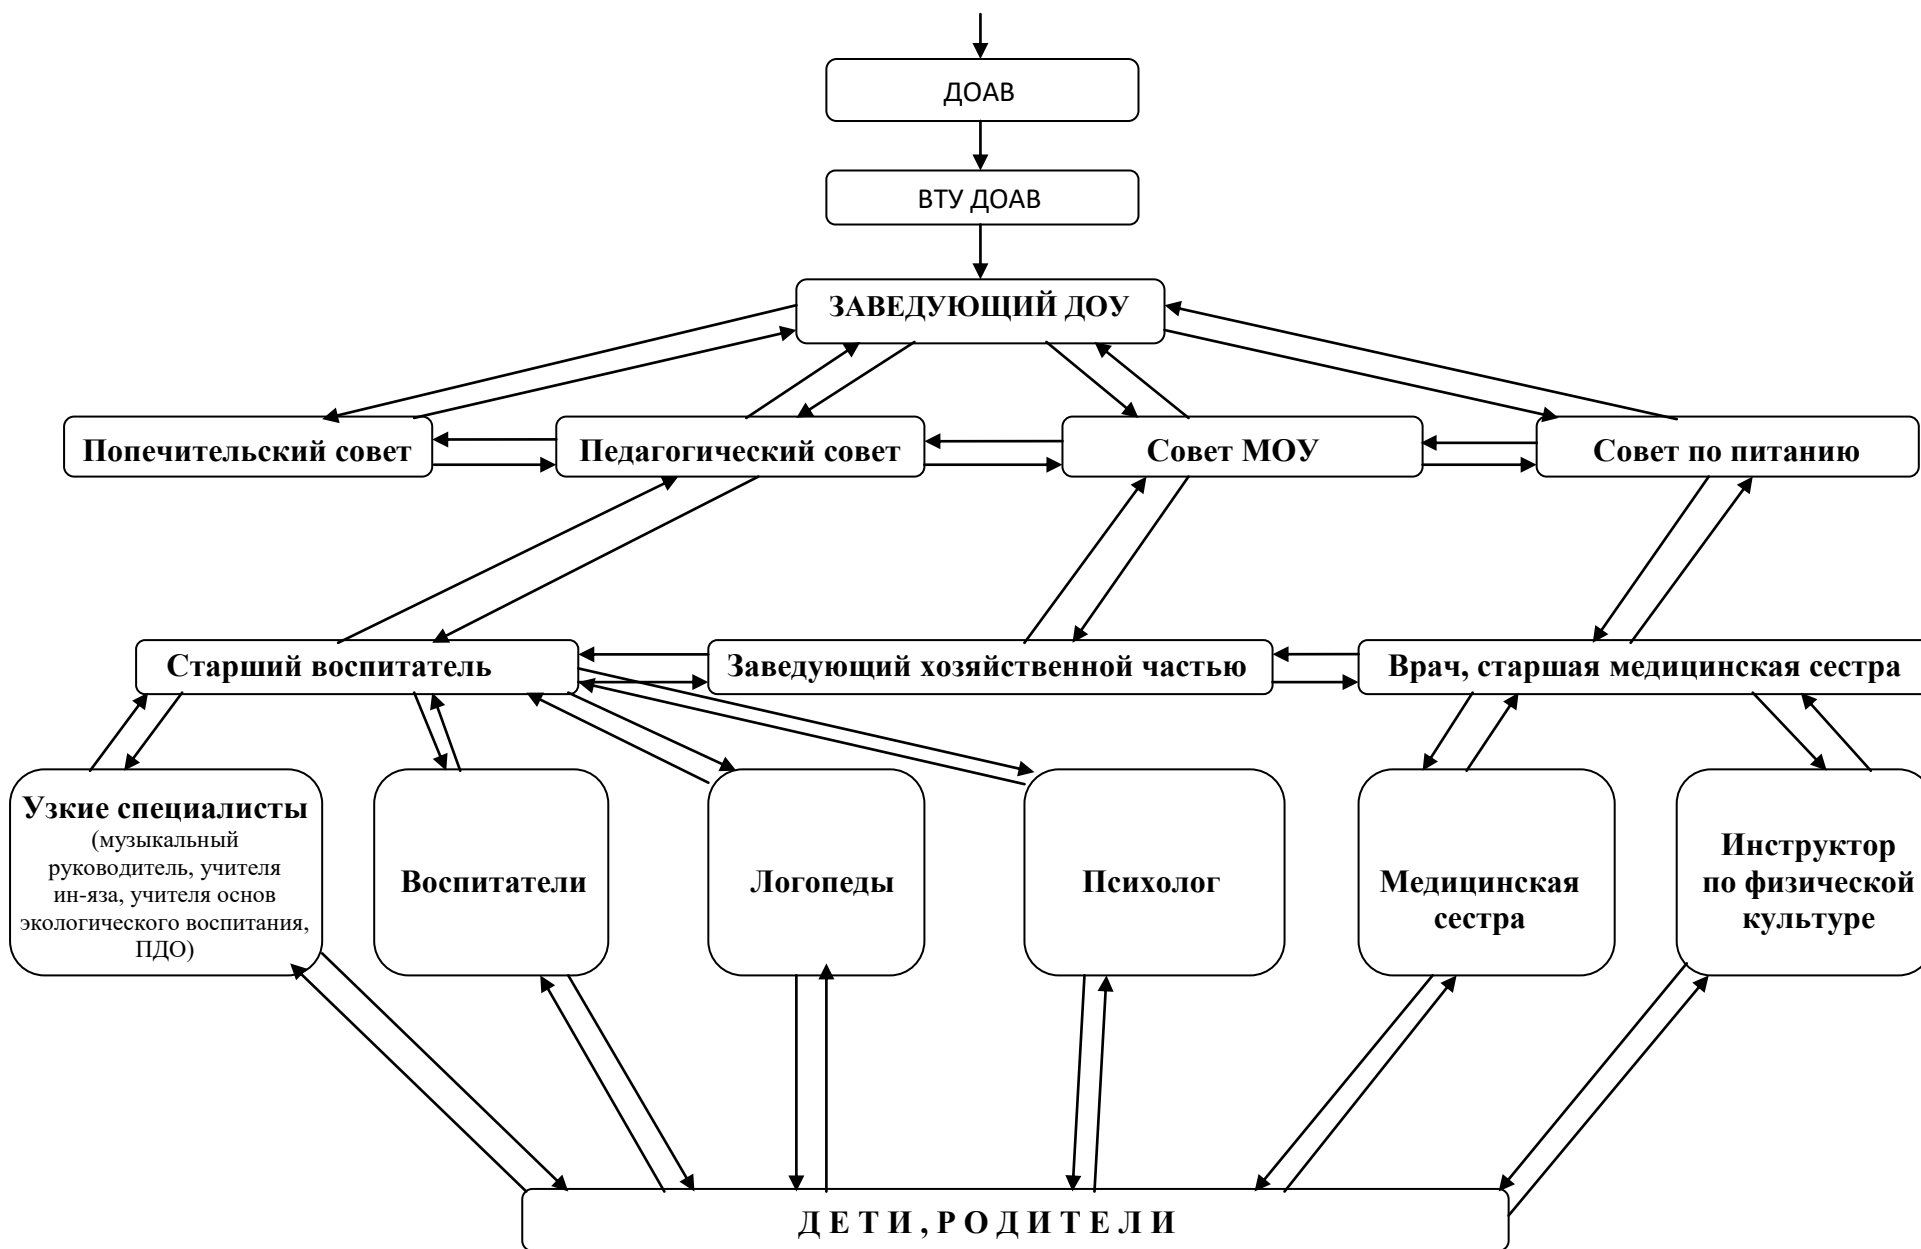 ДОАВ
ВТУ ДОАВ
ЗАВЕДУЮЩИЙ ДОУ
Попечительский совет
Педагогический совет
Совет МОУ
Совет по питанию
Старший воспитатель
Заведующий хозяйственной частью
Врач, старшая медицинская сестра
Узкие специалисты
(музыкальный
руководитель, учителя
ин-яза, учителя основ
экологического воспитания,
ПДО)
Воспитатели
Логопеды
Психолог
Медицинская
сестра
Инструктор
по физической
культуре
Д Е Т И , Р О Д И Т Е Л И